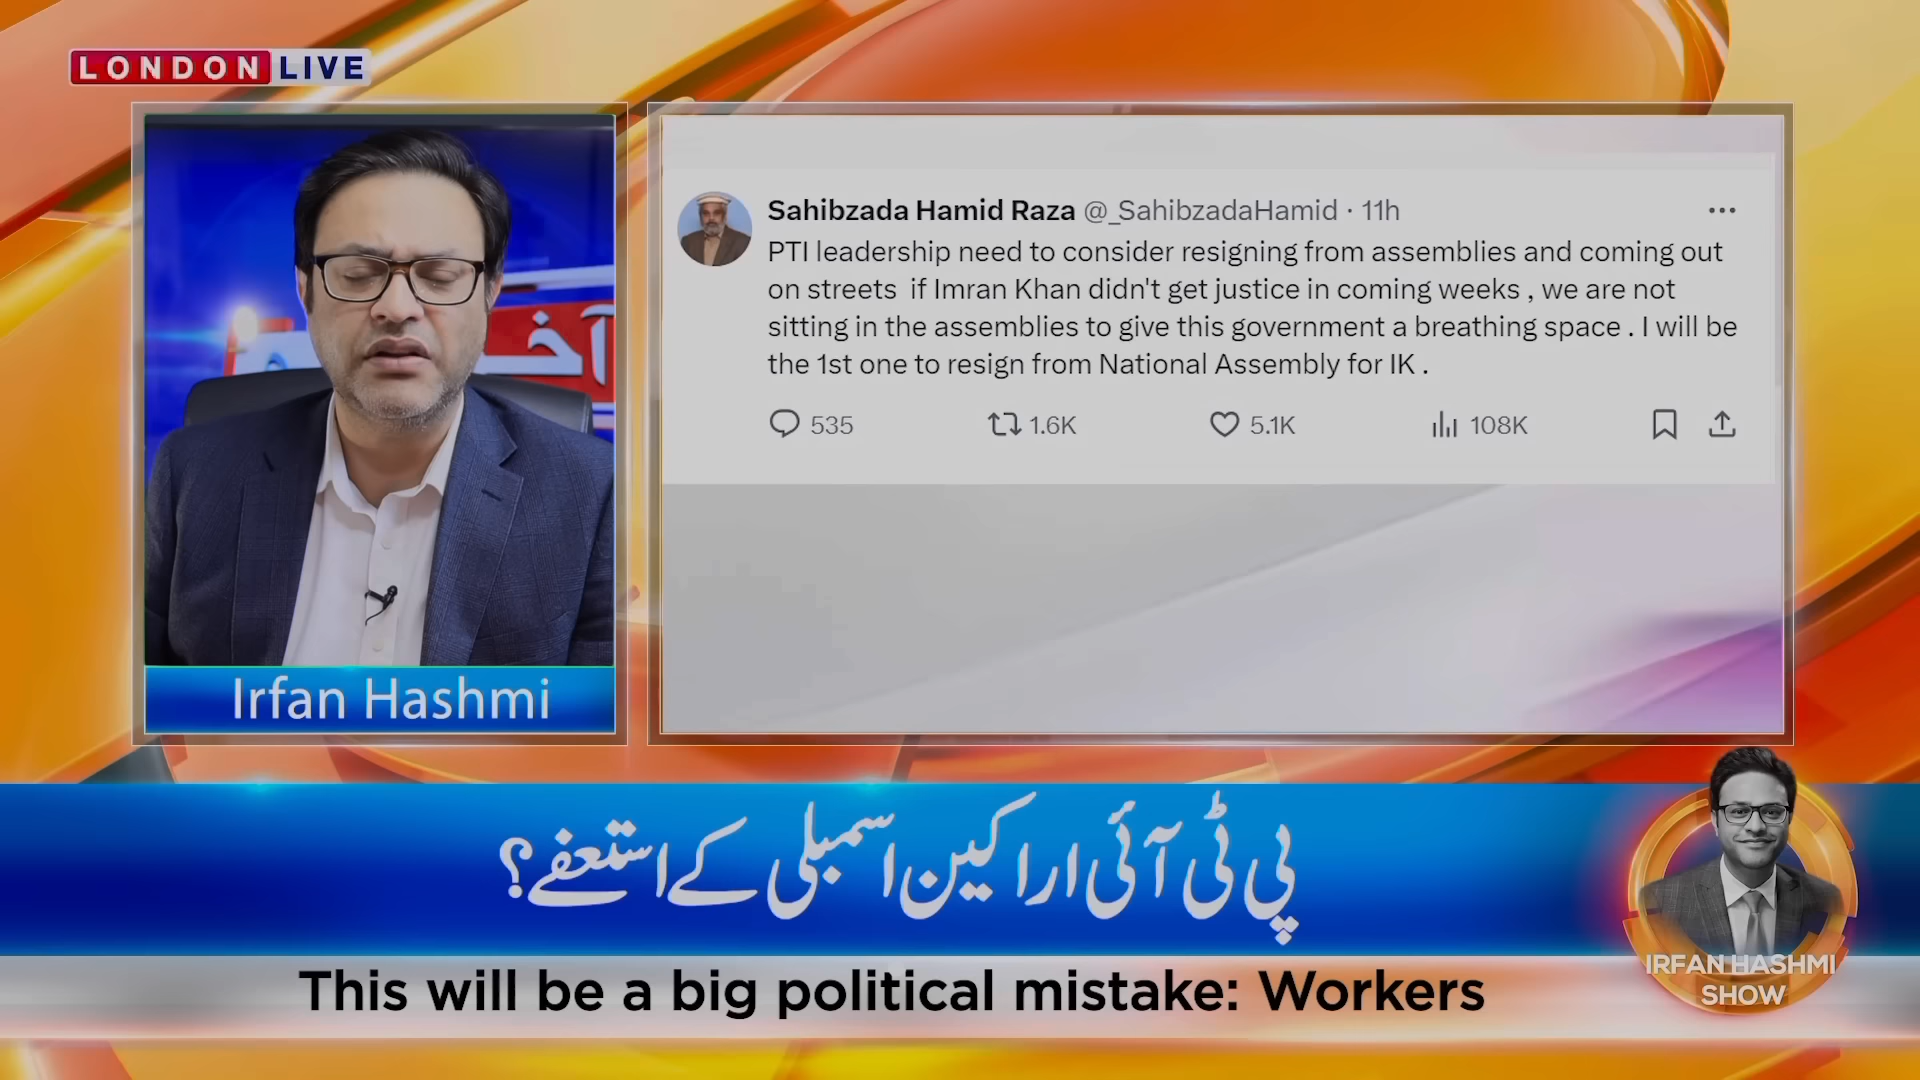 LONDON LIVE
Sahibzada Hamid Raza @_SahibzadaHamid · 11h
PTI leadership need to consider resigning from assemblies and coming out
on streets if Imran Khan didn't get justice in coming weeks , we are not
sitting in the assemblies to give this government a breathing space . I will be
the 1st one to resign from National Assembly for IK .
535 1.6K 5.1K 108K
Irfan Hashmi
پی ٹی آئی اراکین اسمبلی کے استعفے؟
This will be a big political mistake: Workers
IRFAN HASHMI
SHOW